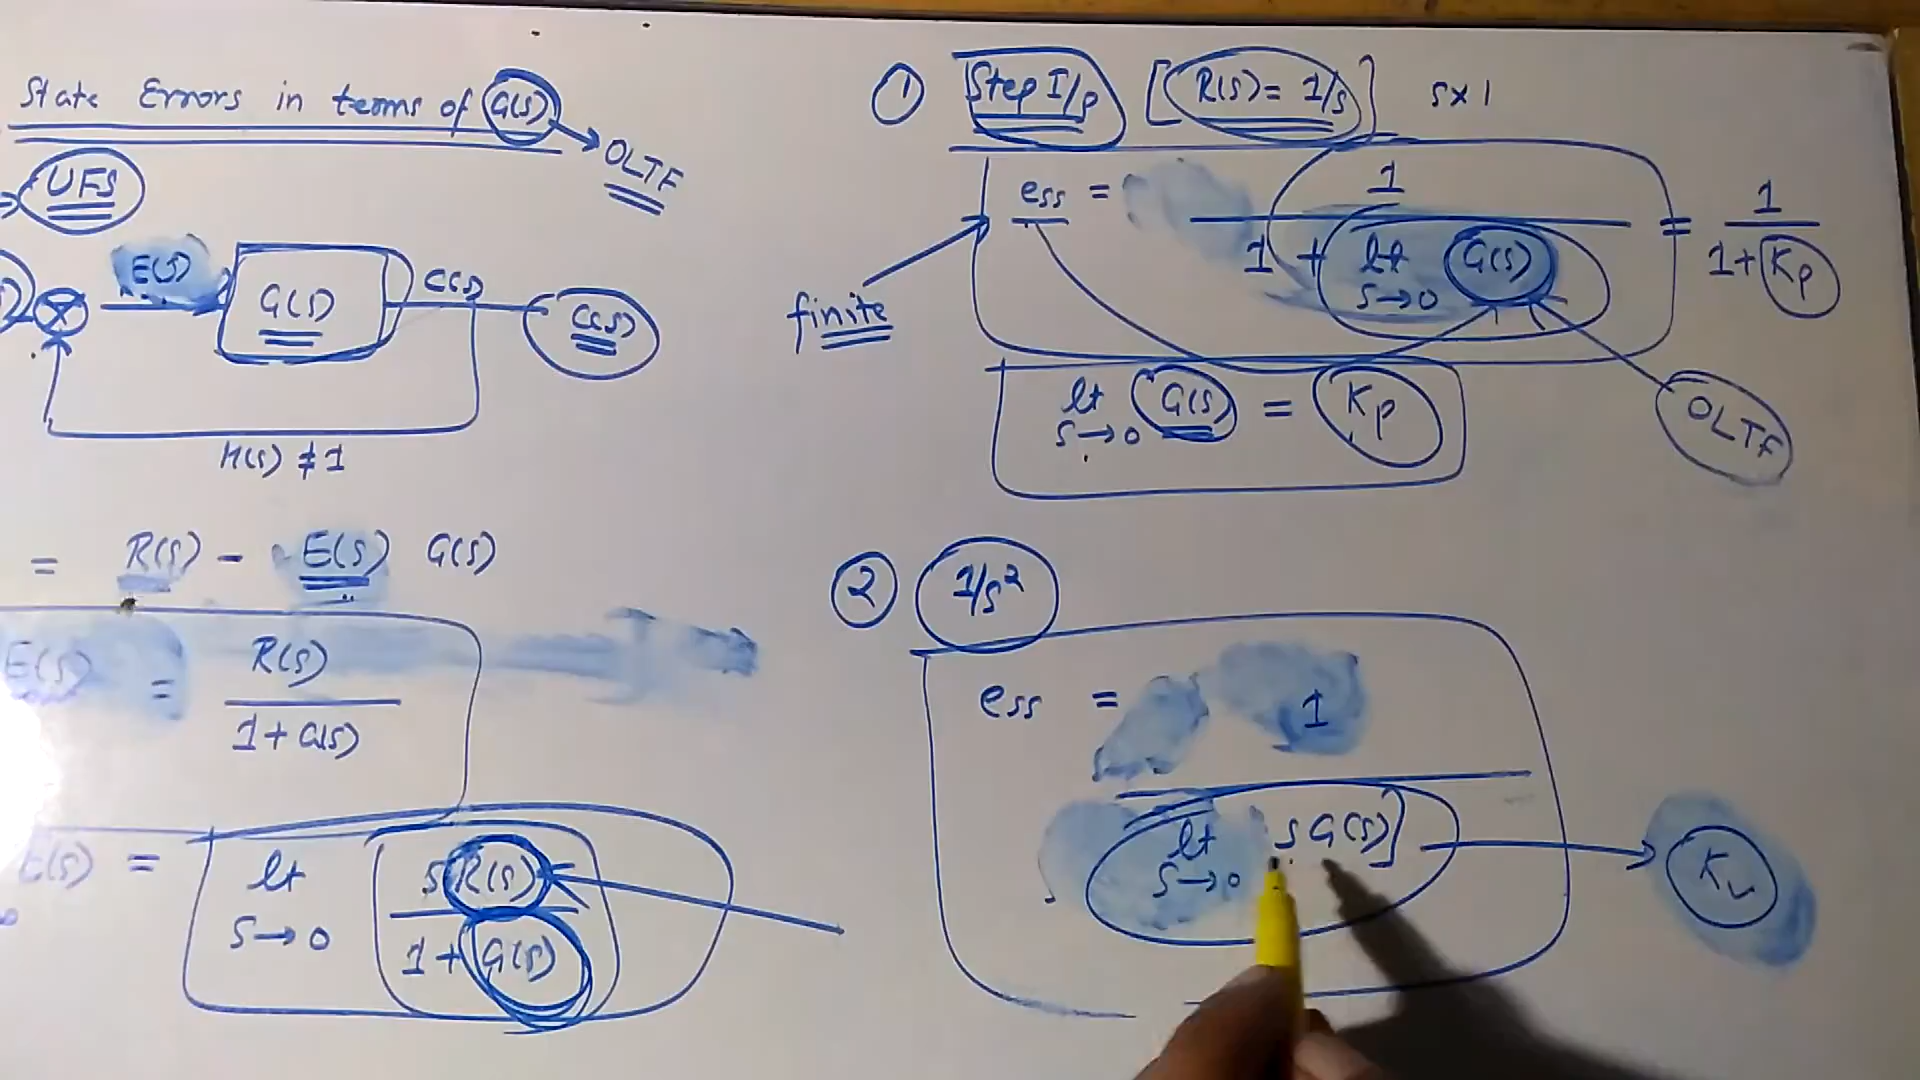 State Errors in terms of G(s)
OLTF
UFS
E(s) G(s) C(s) C(s)
H(s) ≠ 1
= R(s) - E(s) G(s)
E(s) = R(s)
1+G(s)
E(s) = lt s→0 sR(s)
1+G(s)
① Step I/p [R(s) = 1/s] s×1
ess = 1
1 + lt s→0 G(s)
= 1
1+Kp
finite
lt s→0 G(s) = Kp
OLTF
② 1/s²
ess = 1
lt s→0 sG(s)]
Kv